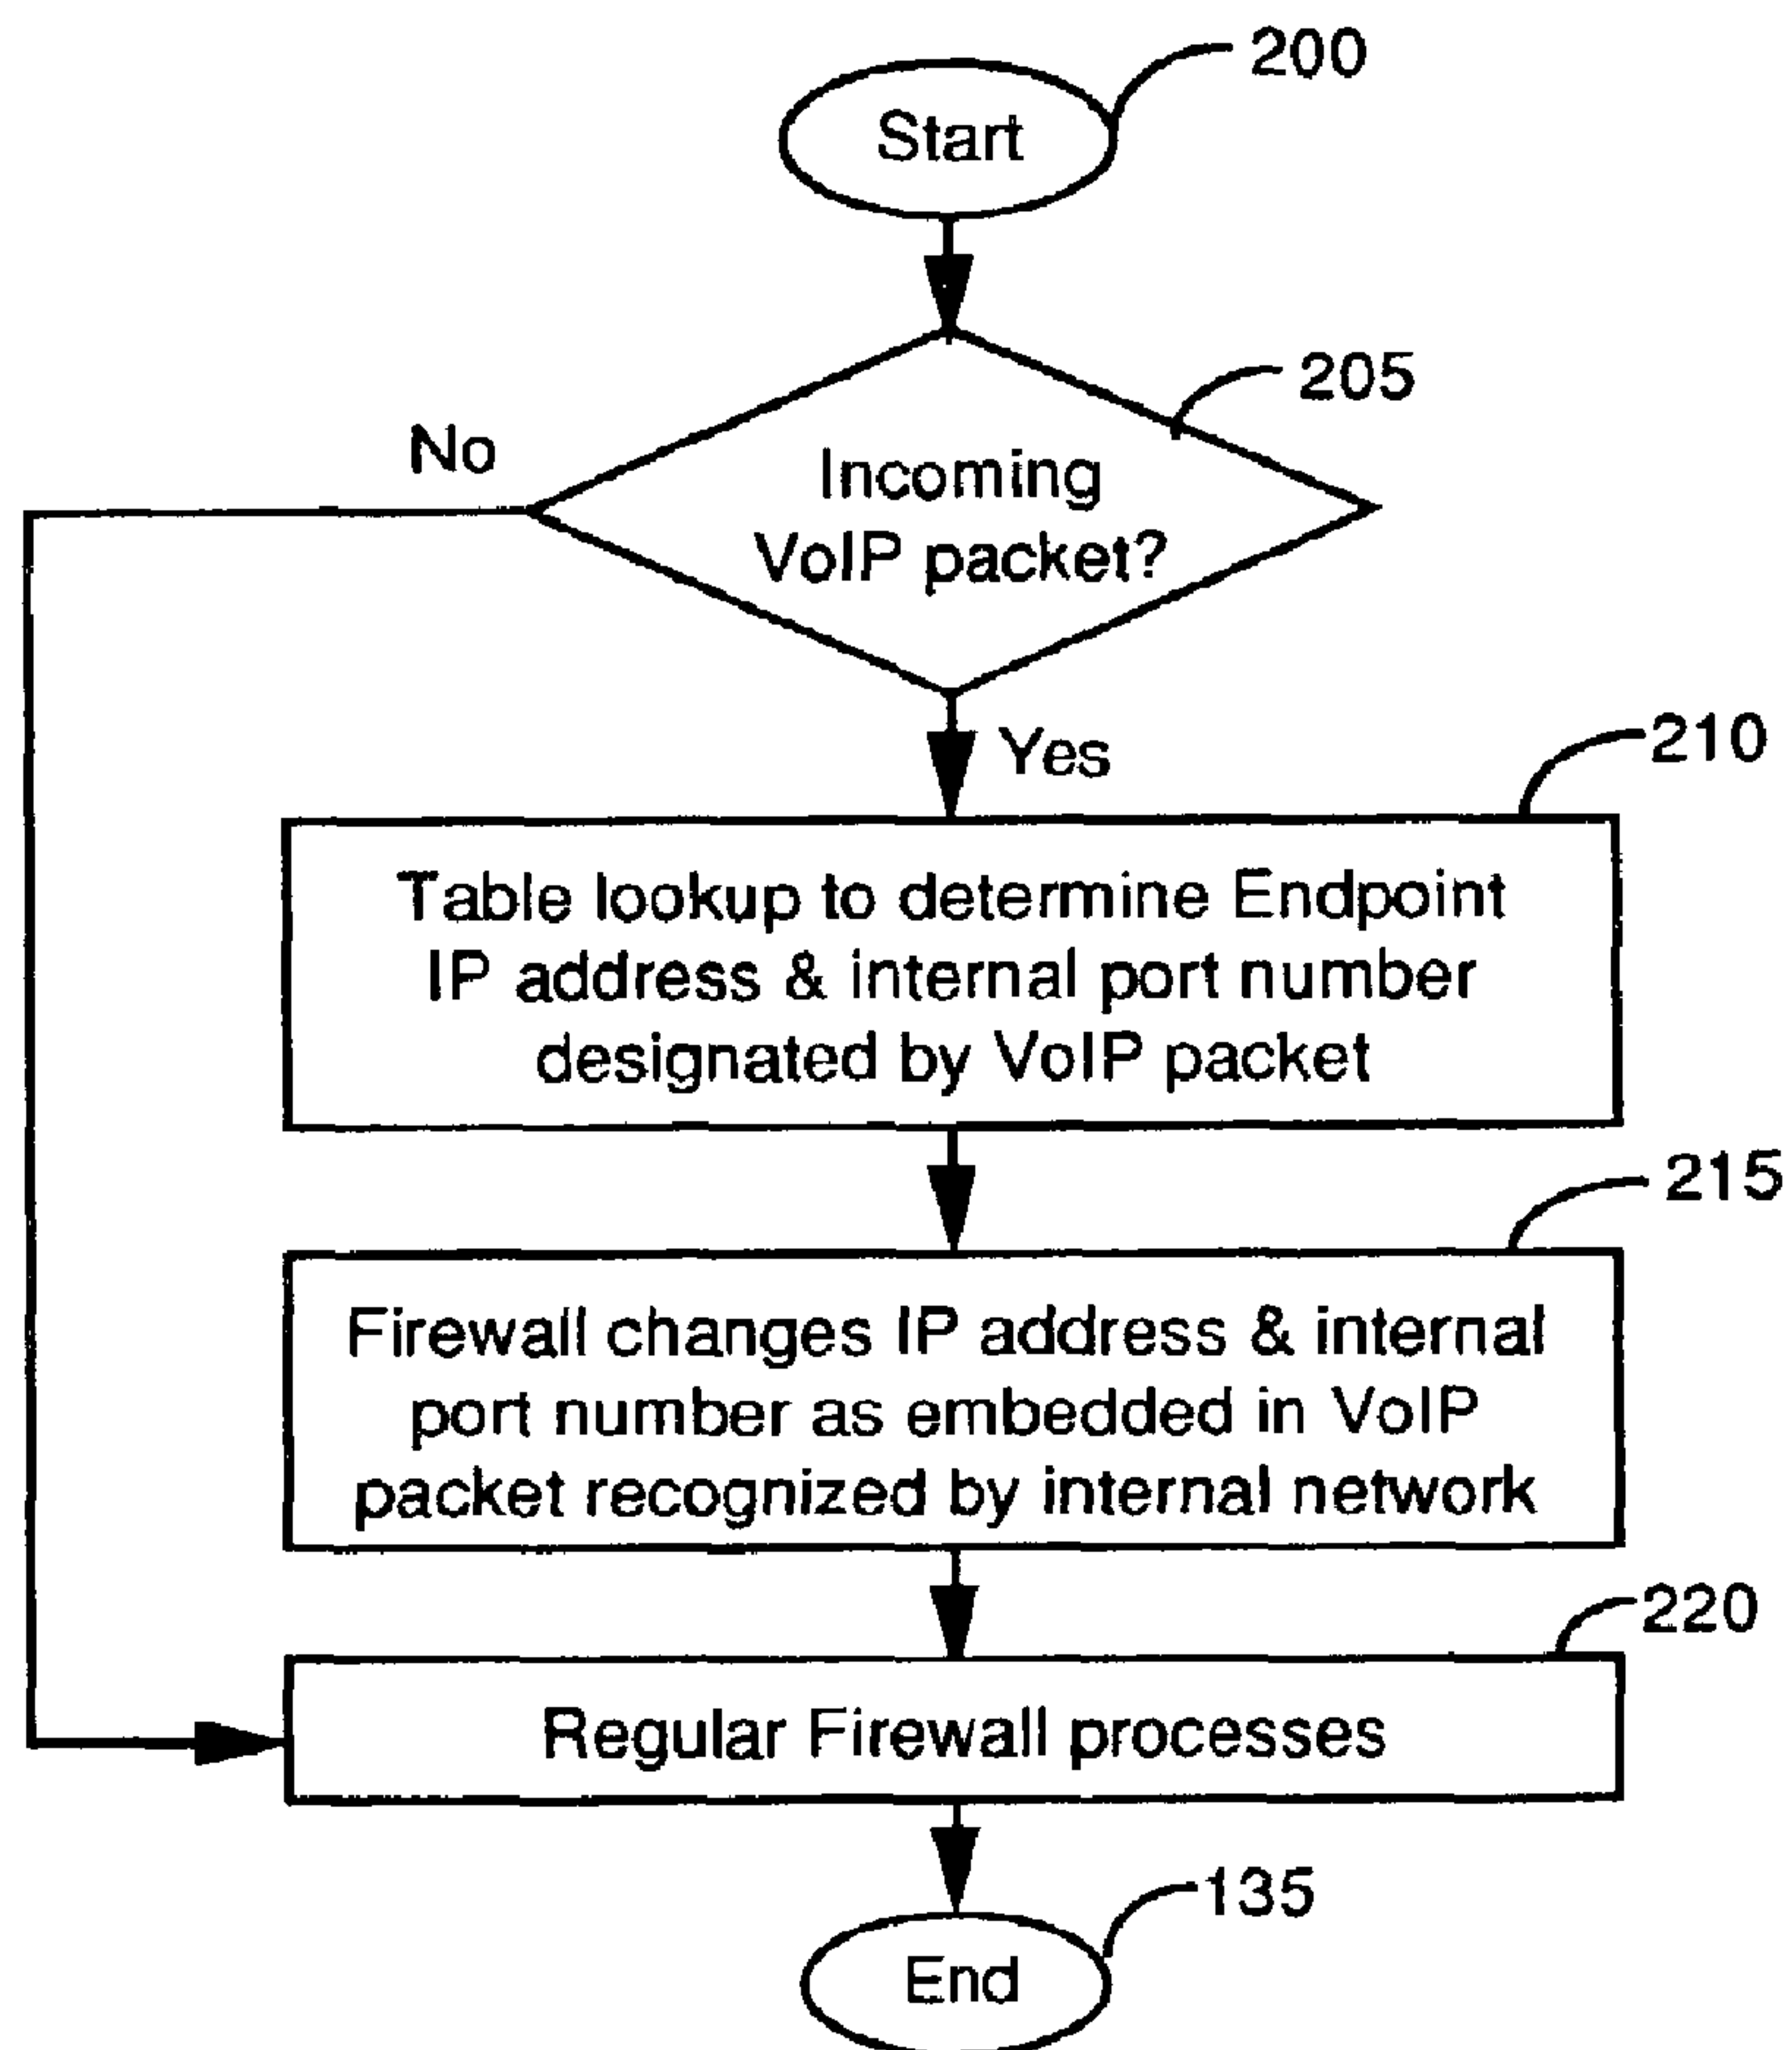 200
Start
205
No
Incoming
VoIP packet?
Yes
210
Table lookup to determine Endpoint
IP address & internal port number
designated by VoIP packet
215
Firewall changes IP address & internal
port number as embedded in VoIP
packet recognized by internal network
220
Regular Firewall processes
135
End